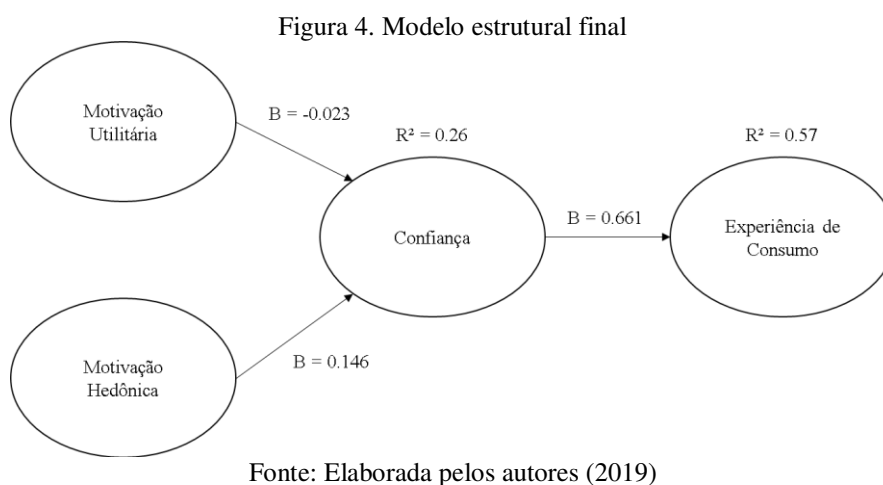 Figura 4. Modelo estrutural final
Motivação
Utilitária
B = -0.023
R² = 0.26
R² = 0.57
Confiança
B = 0.661
Experiência de
Consumo
Motivação
Hedônica
B = 0.146
Fonte: Elaborada pelos autores (2019)